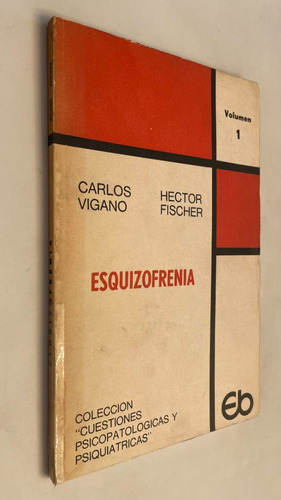 Volumen
1
CARLOS
VIGANO
HECTOR
FISCHER
ESQUIZOFRENIA
COLECCION
"CUESTIONES
PSICOPATOLOGICAS Y
PSIQUIATRICAS"
Eb